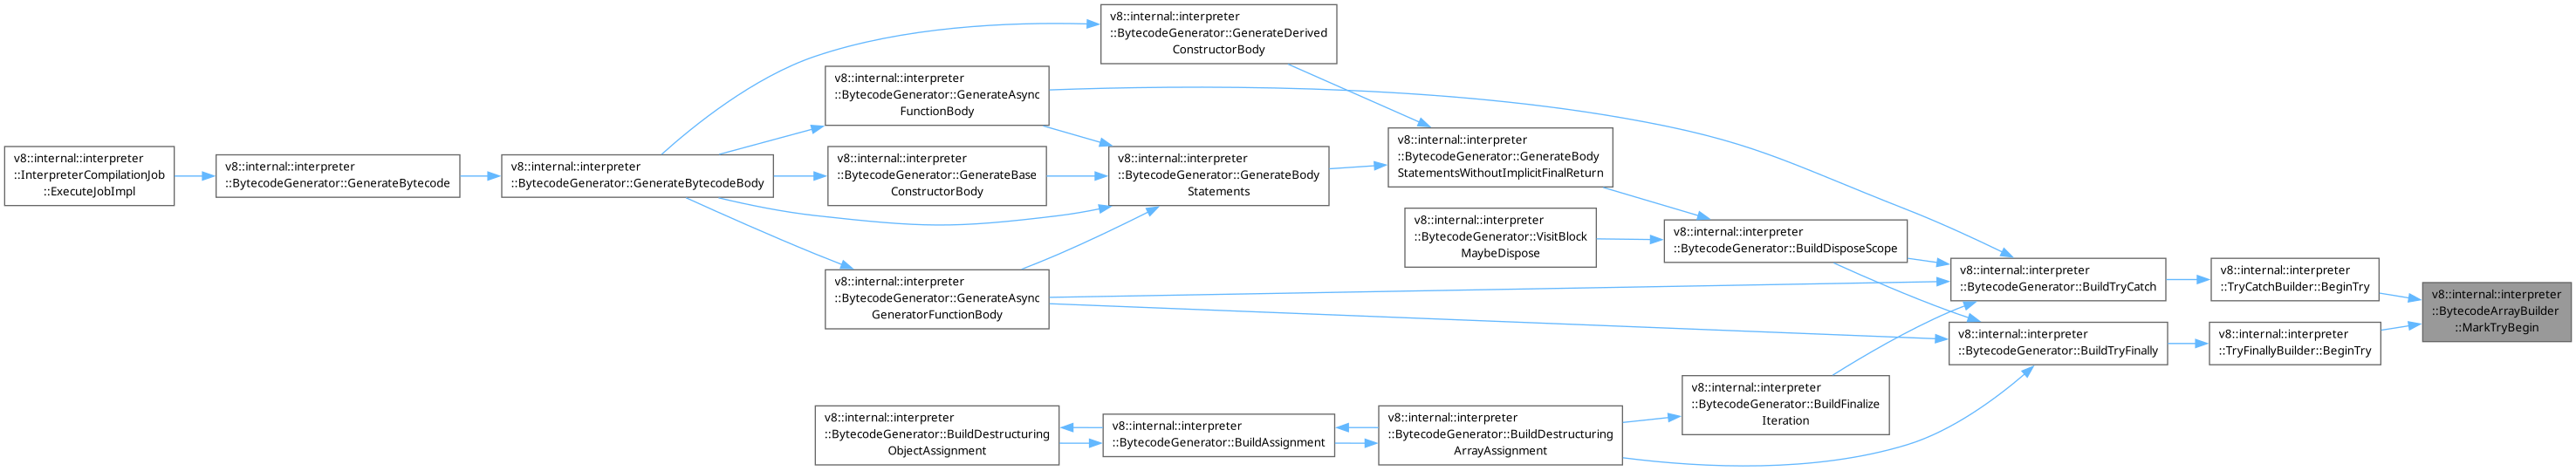 v8::internal::interpreter
::InterpreterCompilationJob
::ExecuteJobImpl
v8::internal::interpreter
::BytecodeGenerator::GenerateBytecode
v8::internal::interpreter
::BytecodeGenerator::GenerateBytecodeBody
v8::internal::interpreter
::BytecodeGenerator::GenerateAsync
FunctionBody
v8::internal::interpreter
::BytecodeGenerator::GenerateBase
ConstructorBody
v8::internal::interpreter
::BytecodeGenerator::GenerateAsync
GeneratorFunctionBody
v8::internal::interpreter
::BytecodeGenerator::BuildDestructuring
ObjectAssignment
v8::internal::interpreter
::BytecodeGenerator::GenerateDerived
ConstructorBody
v8::internal::interpreter
::BytecodeGenerator::GenerateBody
Statements
v8::internal::interpreter
::BytecodeGenerator::BuildAssignment
v8::internal::interpreter
::BytecodeGenerator::GenerateBody
StatementsWithoutImplicitFinalReturn
v8::internal::interpreter
::BytecodeGenerator::VisitBlock
MaybeDispose
v8::internal::interpreter
::BytecodeGenerator::BuildDestructuring
ArrayAssignment
v8::internal::interpreter
::BytecodeGenerator::BuildDisposeScope
v8::internal::interpreter
::BytecodeGenerator::BuildFinalize
Iteration
v8::internal::interpreter
::BytecodeGenerator::BuildTryCatch
v8::internal::interpreter
::BytecodeGenerator::BuildTryFinally
v8::internal::interpreter
::TryCatchBuilder::BeginTry
v8::internal::interpreter
::TryFinallyBuilder::BeginTry
v8::internal::interpreter
::BytecodeArrayBuilder
::MarkTryBegin